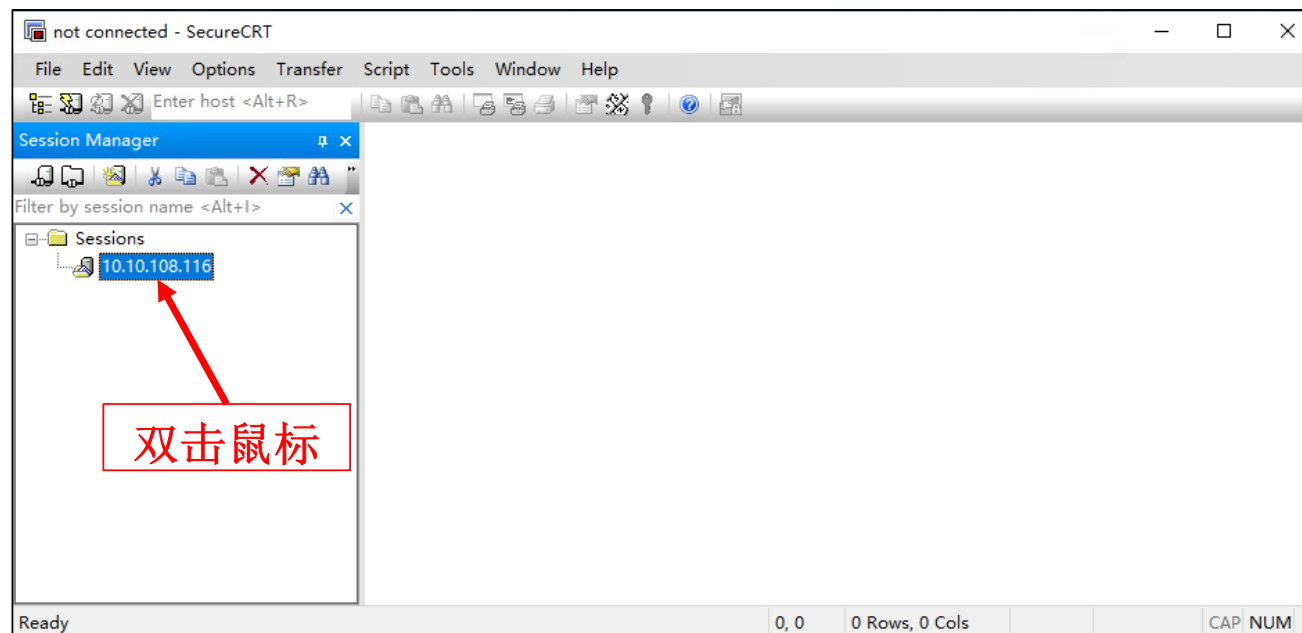 not connected - SecureCRT
File Edit View Options Transfer Script Tools Window Help
Enter host <Alt+R>
Session Manager
Filter by session name <Alt+I>
Sessions
10.10.108.116
双击鼠标
Ready 0, 0 0 Rows, 0 Cols CAP NUM